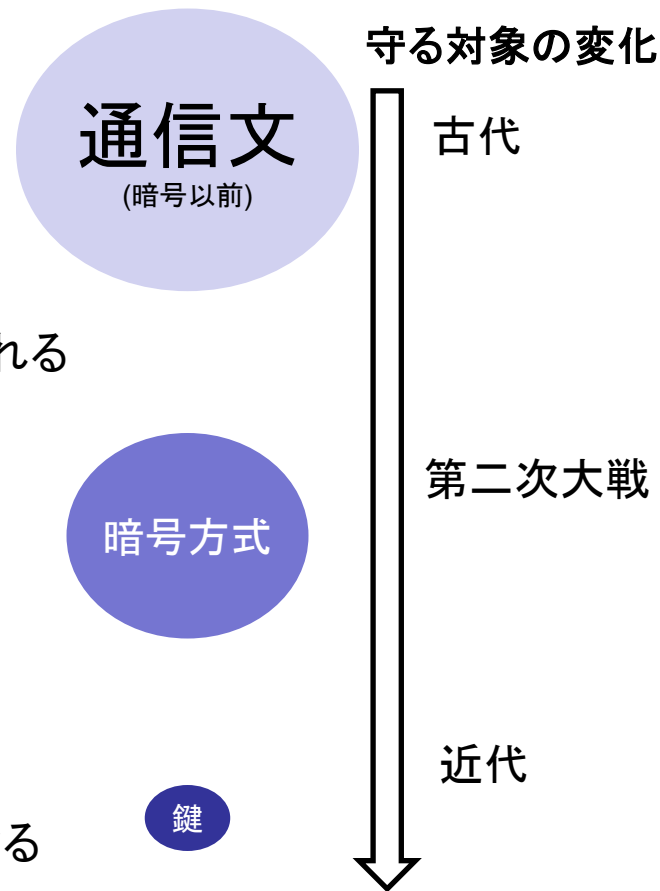 守る対象の変化
通信文
(暗号以前)
古代
れる
暗号方式
第二次大戦
近代
鍵
る